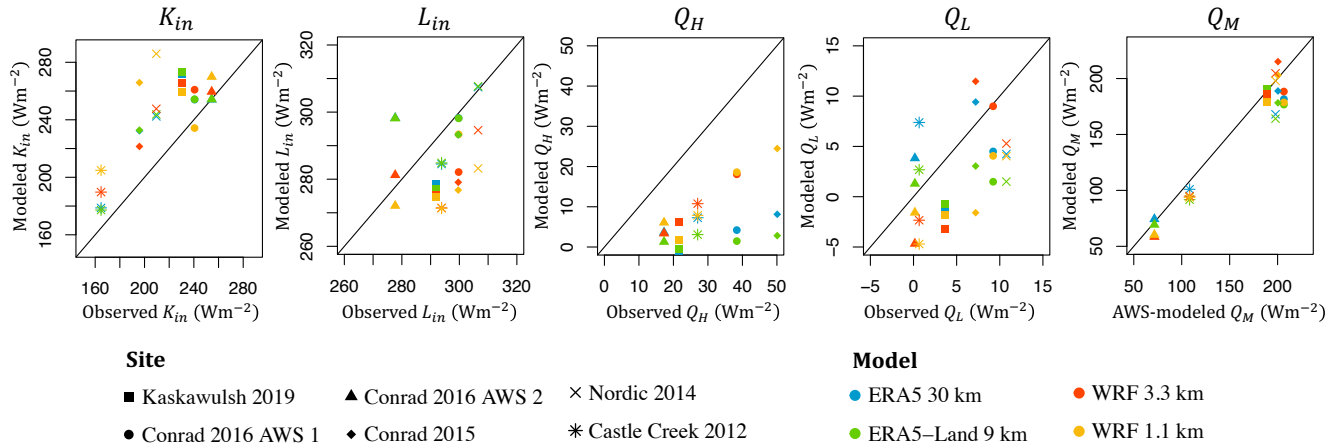 K_in L_in Q_H Q_L Q_M
Modeled K_in (Wm−2)
160 180 200 220 240 260 280
160 200 240 280
Observed K_in (Wm−2)
Modeled L_in (Wm−2)
260 280 300 320
260 280 300 320
Observed L_in (Wm−2)
Modeled Q_H (Wm−2)
0 10 20 30 40 50
0 10 20 30 40 50
Observed Q_H (Wm−2)
Modeled Q_L (Wm−2)
−5 0 5 10 15
−5 0 5 10 15
Observed Q_L (Wm−2)
Modeled Q_M (Wm−2)
50 100 150 200
50 100 150 200
AWS-modeled Q_M (Wm−2)
Site
Kaskawulsh 2019
Conrad 2016 AWS 2
Nordic 2014
Conrad 2016 AWS 1
Conrad 2015
Castle Creek 2012
Model
ERA5 30 km
WRF 3.3 km
ERA5−Land 9 km
WRF 1.1 km